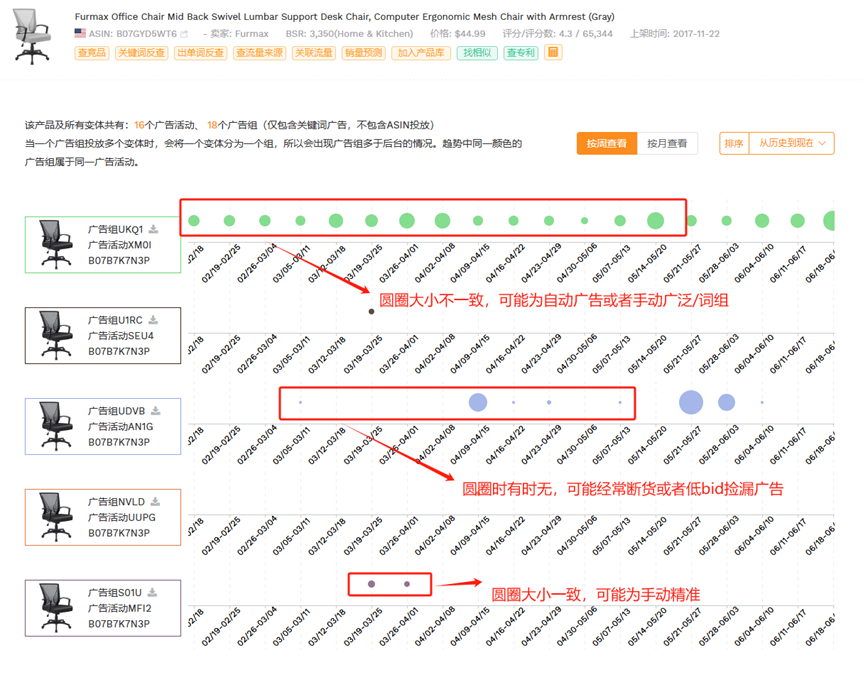 Furmax Office Chair Mid Back Swivel Lumbar Support Desk Chair, Computer Ergonomic Mesh Chair with Armrest (Gray)
ASIN: B07GYD5WT6 - 卖家: Furmax BSR: 3,350(Home & Kitchen) 价格: $44.99 评分/评分数: 4.3 / 65,344 上架时间: 2017-11-22
查竞品 关键词反查 出单词反查 查流量来源 关联流量 销量预测 加入产品库 找相似 查专利
该产品及所有变体共有：16个广告活动、 18个广告组（仅包含关键词广告，不包含ASIN投放）
当一个广告组投放多个变体时，会将一个变体分为一个组，所以会出现广告组多于后台的情况。趋势中同一颜色的
广告组属于同一广告活动。
按周查看 按月查看 排序 从历史到现在
广告组UKQ1
广告活动XM0I
B07B7K7N3P
02/18 02/19-02/25 02/26-03/04 03/05-03/11 03/12-03/18 03/19-03/25 03/26-04/01 04/02-04/08 04/09-04/15 04/16-04/22 04/23-04/29 04/30-05/06 05/07-05/13 05/14-05/20 05/21-05/27 05/28-06/03 06/04-06/10 06/11-06/17 06/18-06/
圆圈大小不一致，可能为自动广告或者手动广泛/词组
广告组U1RC
广告活动SEU4
B07B7K7N3P
02/18 02/19-02/25 02/26-03/04 03/05-03/11 03/12-03/18 03/19-03/25 03/26-04/01 04/02-04/08 04/09-04/15 04/16-04/22 04/23-04/29 04/30-05/06 05/07-05/13 05/14-05/20 05/21-05/27 05/28-06/03 06/04-06/10 06/11-06/17 06/18-06/
广告组UDVB
广告活动AN1G
B07B7K7N3P
02/18 02/19-02/25 02/26-03/04 03/05-03/11 03/12-03/18 03/19-03/25 03/26-04/01 04/02-04/08 04/09-04/15 04/16-04/22 04/23-04/29 04/30-05/06 05/07-05/13 05/14-05/20 05/21-05/27 05/28-06/03 06/04-06/10 06/11-06/17 06/18-06/
圆圈时有时无，可能经常断货或者低bid捡漏广告
广告组NVLD
广告活动UUPG
B07B7K7N3P
02/18 02/19-02/25 02/26-03/04 03/05-03/11 03/12-03/18 03/19-03/25 03/26-04/01 04/02-04/08 04/09-04/15 04/16-04/22 04/23-04/29 04/30-05/06 05/07-05/13 05/14-05/20 05/21-05/27 05/28-06/03 06/04-06/10 06/11-06/17 06/18-06/
广告组S01U
广告活动MFI2
B07B7K7N3P
圆圈大小一致，可能为手动精准
02/18 02/19-02/25 02/26-03/04 03/05-03/11 03/12-03/18 03/19-03/25 03/26-04/01 04/02-04/08 04/09-04/15 04/16-04/22 04/23-04/29 04/30-05/06 05/07-05/13 05/14-05/20 05/21-05/27 05/28-06/03 06/04-06/10 06/11-06/17 06/18-06/